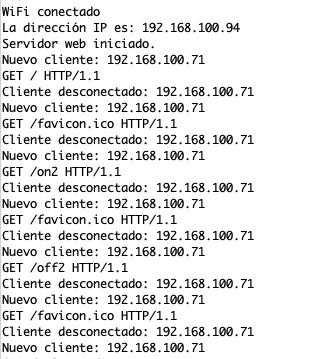 WiFi conectado
La dirección IP es: 192.168.100.94
Servidor web iniciado.
Nuevo cliente: 192.168.100.71
GET / HTTP/1.1
Cliente desconectado: 192.168.100.71
Nuevo cliente: 192.168.100.71
GET /favicon.ico HTTP/1.1
Cliente desconectado: 192.168.100.71
Nuevo cliente: 192.168.100.71
GET /on2 HTTP/1.1
Cliente desconectado: 192.168.100.71
Nuevo cliente: 192.168.100.71
GET /favicon.ico HTTP/1.1
Cliente desconectado: 192.168.100.71
Nuevo cliente: 192.168.100.71
GET /off2 HTTP/1.1
Cliente desconectado: 192.168.100.71
Nuevo cliente: 192.168.100.71
GET /favicon.ico HTTP/1.1
Cliente desconectado: 192.168.100.71
Nuevo cliente: 192.168.100.71